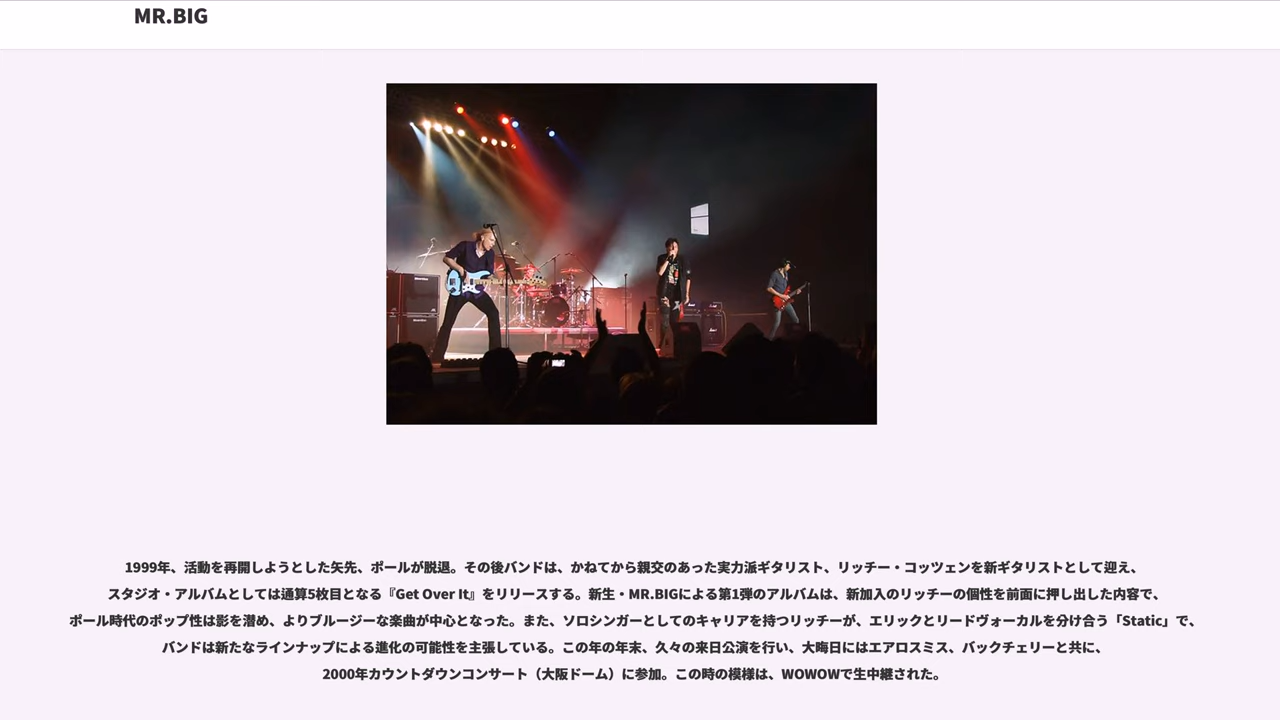 MR.BIG
1999年、活動を再開しようとした矢先、ポールが脱退。その後バンドは、かねてから親交のあった実力派ギタリスト、リッチー・コッツェンを新ギタリストとして迎え、
スタジオ・アルバムとしては通算5枚目となる『Get Over It』をリリースする。新生・MR.BIGによる第1弾のアルバムは、新加入のリッチーの個性を前面に押し出した内容で、
ポール時代のポップ性は影を潜め、よりブルージーな楽曲が中心となった。また、ソロシンガーとしてのキャリアを持つリッチーが、エリックとリードヴォーカルを分け合う「Static」で、
バンドは新たなラインナップによる進化の可能性を主張している。この年の年末、久々の来日公演を行い、大晦日にはエアロスミス、バックチェリーと共に、
2000年カウントダウンコンサート（大阪ドーム）に参加。この時の模様は、WOWOWで生中継された。